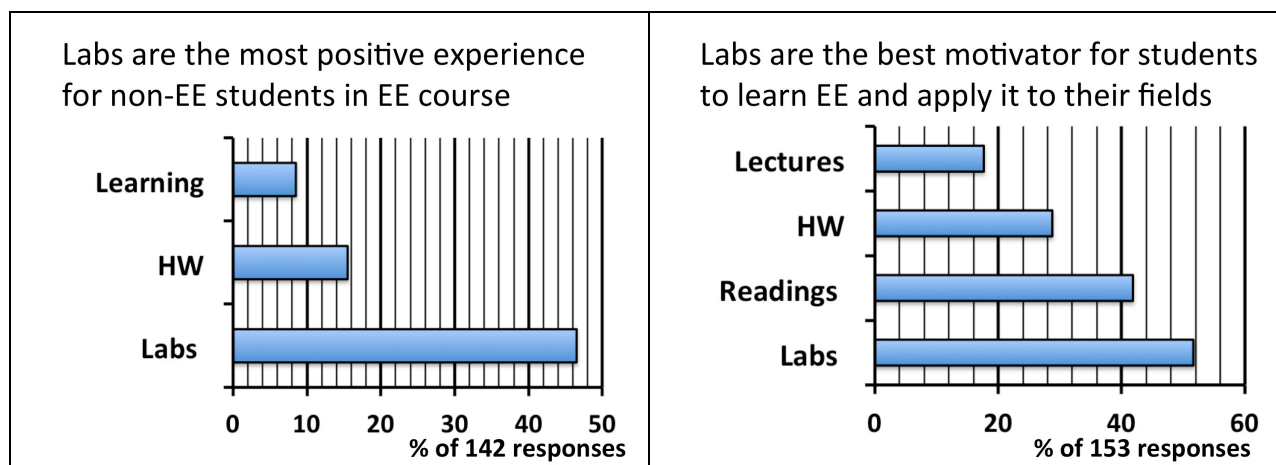 Labs are the most positive experience
for non-EE students in EE course
Learning
HW
Labs
0 10 20 30 40 50
% of 142 responses
Labs are the best motivator for students
to learn EE and apply it to their fields
Lectures
HW
Readings
Labs
0 20 40 60
% of 153 responses